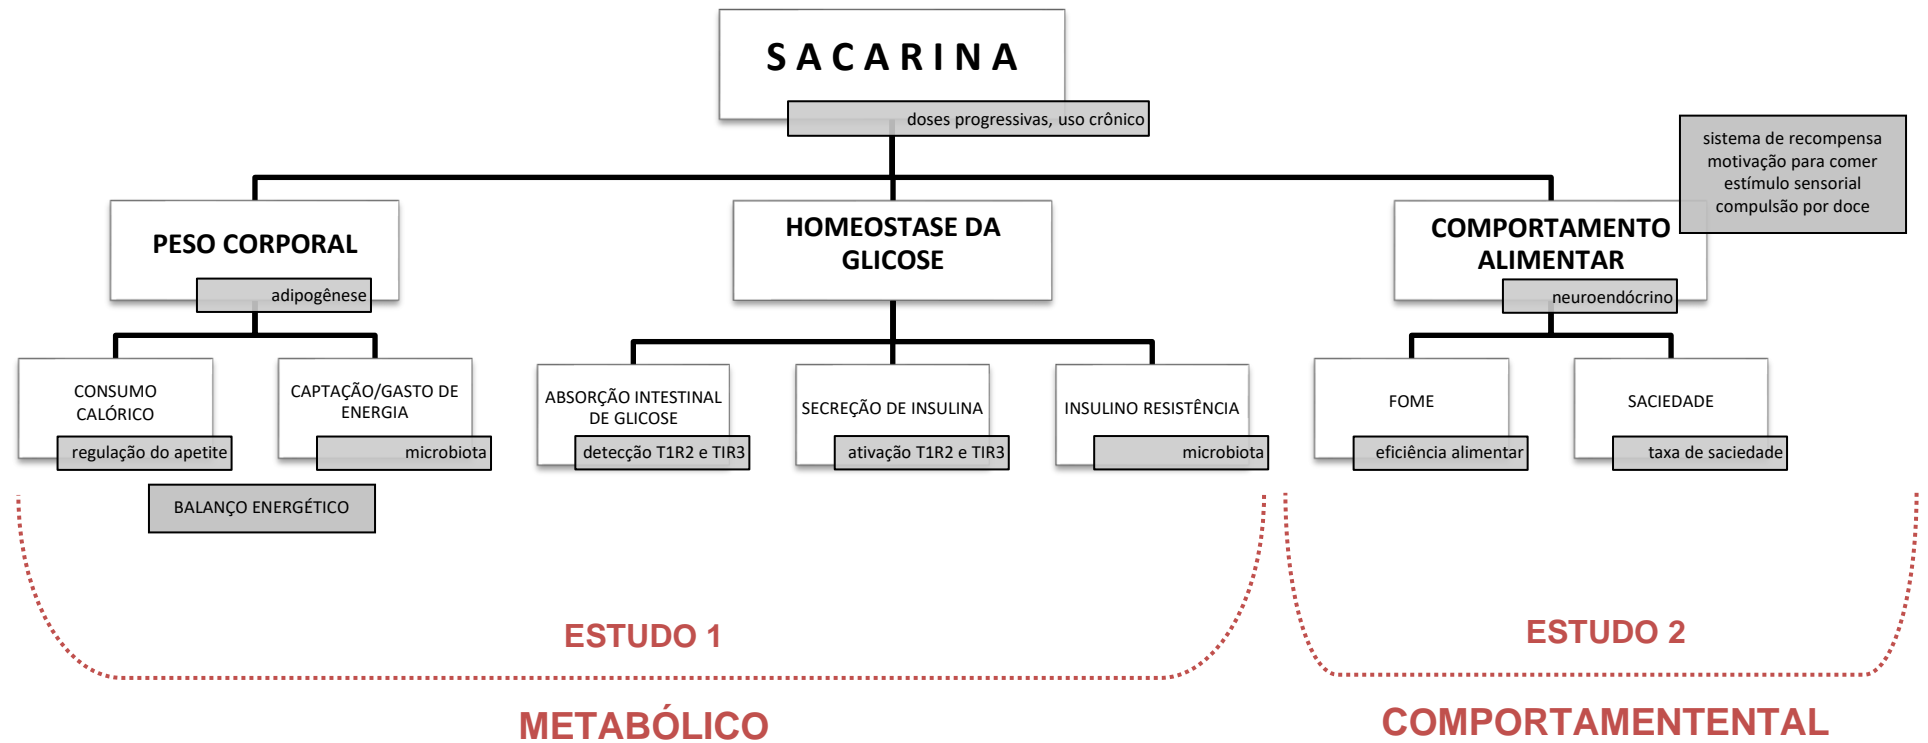 S A C A R I N A
doses progressivas, uso crônico
sistema de recompensa
motivação para comer
estímulo sensorial
compulsão por doce
PESO CORPORAL
adipogênese
HOMEOSTASE DA
GLICOSE
COMPORTAMENTO
ALIMENTAR
neuroendócrino
CONSUMO
CALÓRICO
regulação do apetite
CAPTAÇÃO/GASTO DE
ENERGIA
microbiota
ABSORÇÃO INTESTINAL
DE GLICOSE
detecção T1R2 e TIR3
SECREÇÃO DE INSULINA
ativação T1R2 e TIR3
INSULINO RESISTÊNCIA
microbiota
FOME
eficiência alimentar
SACIEDADE
taxa de saciedade
BALANÇO ENERGÉTICO
ESTUDO 1
ESTUDO 2
METABÓLICO
COMPORTAMENTENTAL